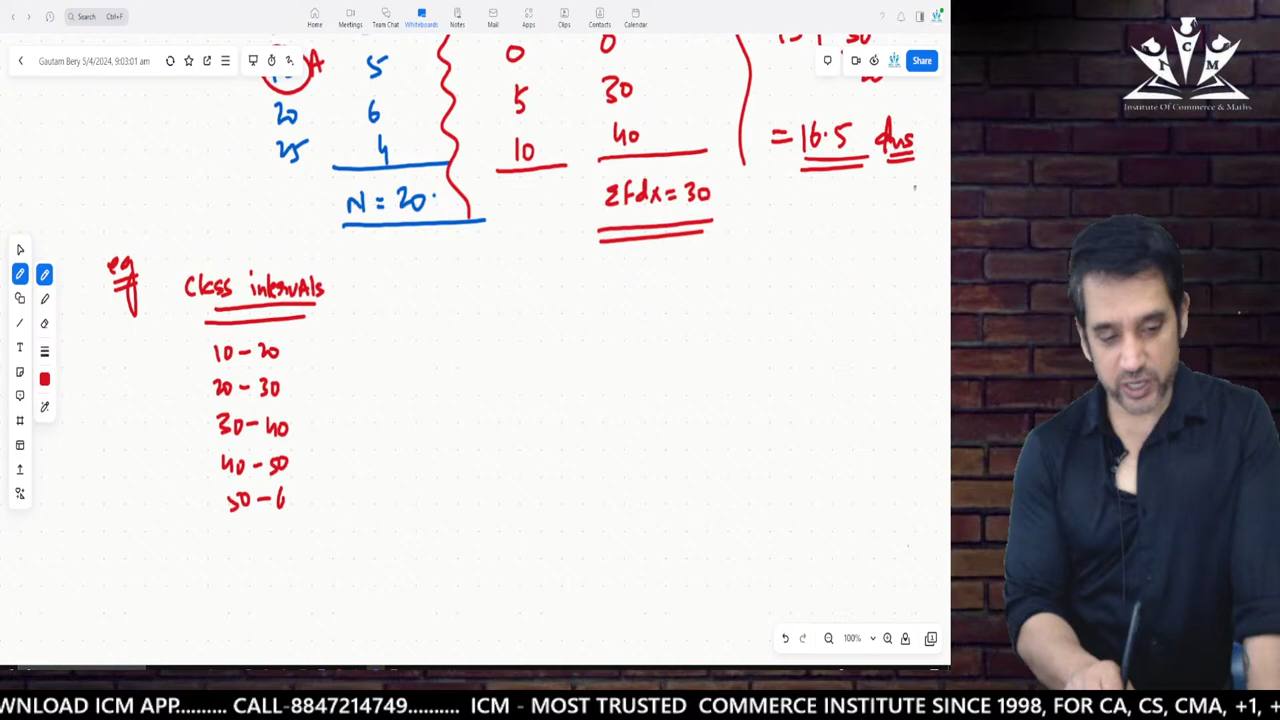 Search Ctrl+F
Home Meetings Team Chat Whiteboards Notes Mail Apps Clips Contacts Calendar
Gautam Bery 5/4/2024, 9:03:01 am
Share
A 5 0 0
20 6 5 30
25 4 10 40
N = 20
Σfdx = 30
= 16.5 Ans
eg
Class intervals
10 - 20
20 - 30
30 - 40
40 - 50
50 - 6
100%
I C M
Institute Of Commerce & Maths
WNLOAD ICM APP......... CALL-8847214749.......... ICM - MOST TRUSTED COMMERCE INSTITUTE SINCE 1998, FOR CA, CS, CMA, +1, +